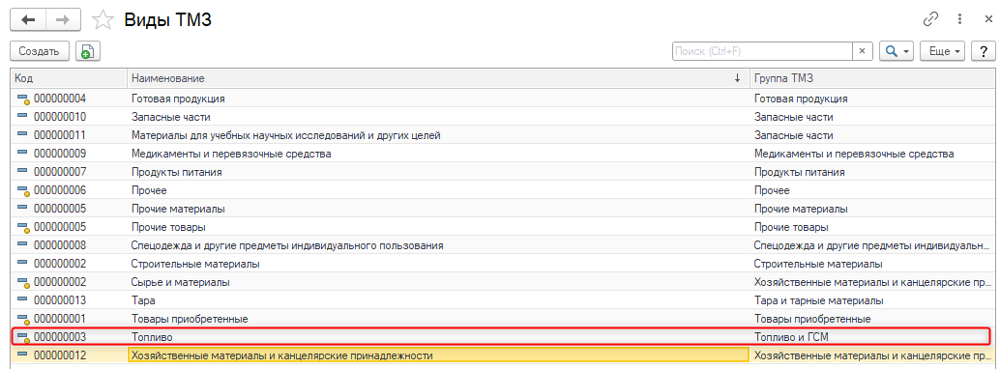 Виды ТМЗ
Создать Поиск (Ctrl+F) × Еще ?
Код Наименование ↓ Группа ТМЗ
000000004 Готовая продукция Готовая продукция
000000010 Запасные части Запасные части
000000011 Материалы для учебных научных исследований и других целей Запасные части
000000009 Медикаменты и перевязочные средства Медикаменты и перевязочные средства
000000007 Продукты питания Продукты питания
000000006 Прочее Прочее
000000005 Прочие материалы Прочие материалы
000000005 Прочие товары Прочие товары
000000008 Спецодежда и другие предметы индивидуального пользования Спецодежда и другие предметы индивидуальн...
000000002 Строительные материалы Строительные материалы
000000002 Сырье и материалы Хозяйственные материалы и канцелярские пр...
000000013 Тара Тара и тарные материалы
000000001 Товары приобретенные Товары приобретенные
000000003 Топливо Топливо и ГСМ
000000012 Хозяйственные материалы и канцелярские принадлежности Хозяйственные материалы и канцелярские пр...